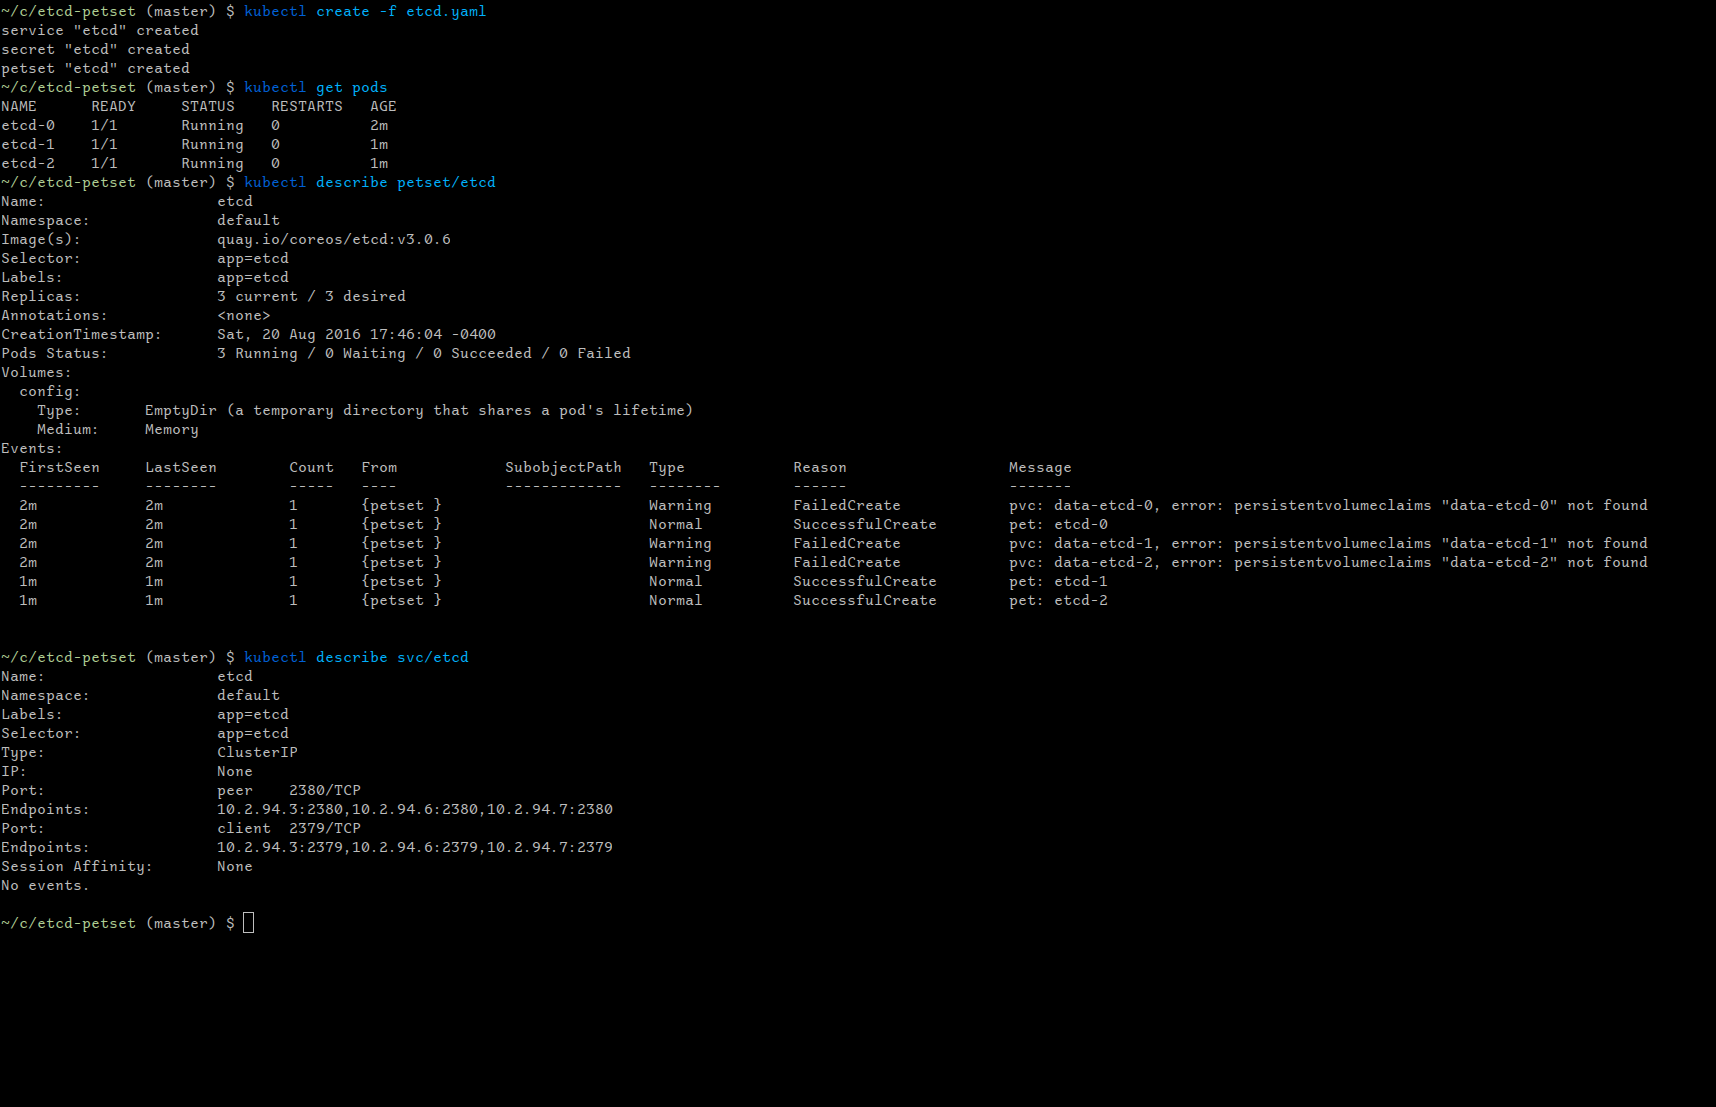 ~/c/etcd-petset (master) $ kubectl create -f etcd.yaml
service "etcd" created
secret "etcd" created
petset "etcd" created
~/c/etcd-petset (master) $ kubectl get pods
NAME      READY     STATUS    RESTARTS   AGE
etcd-0    1/1       Running   0          2m
etcd-1    1/1       Running   0          1m
etcd-2    1/1       Running   0          1m
~/c/etcd-petset (master) $ kubectl describe petset/etcd
Name:                   etcd
Namespace:              default
Image(s):               quay.io/coreos/etcd:v3.0.6
Selector:               app=etcd
Labels:                 app=etcd
Replicas:               3 current / 3 desired
Annotations:            <none>
CreationTimestamp:      Sat, 20 Aug 2016 17:46:04 -0400
Pods Status:            3 Running / 0 Waiting / 0 Succeeded / 0 Failed
Volumes:
  config:
    Type:       EmptyDir (a temporary directory that shares a pod's lifetime)
    Medium:     Memory
Events:
  FirstSeen     LastSeen        Count   From            SubobjectPath   Type            Reason                  Message
  ---------     --------        -----   ----            -------------   --------        ------                  -------
  2m            2m              1       {petset }                       Warning         FailedCreate            pvc: data-etcd-0, error: persistentvolumeclaims "data-etcd-0" not found
  2m            2m              1       {petset }                       Normal          SuccessfulCreate        pet: etcd-0
  2m            2m              1       {petset }                       Warning         FailedCreate            pvc: data-etcd-1, error: persistentvolumeclaims "data-etcd-1" not found
  2m            2m              1       {petset }                       Warning         FailedCreate            pvc: data-etcd-2, error: persistentvolumeclaims "data-etcd-2" not found
  1m            1m              1       {petset }                       Normal          SuccessfulCreate        pet: etcd-1
  1m            1m              1       {petset }                       Normal          SuccessfulCreate        pet: etcd-2
~/c/etcd-petset (master) $ kubectl describe svc/etcd
Name:                   etcd
Namespace:              default
Labels:                 app=etcd
Selector:               app=etcd
Type:                   ClusterIP
IP:                     None
Port:                   peer    2380/TCP
Endpoints:              10.2.94.3:2380,10.2.94.6:2380,10.2.94.7:2380
Port:                   client  2379/TCP
Endpoints:              10.2.94.3:2379,10.2.94.6:2379,10.2.94.7:2379
Session Affinity:       None
No events.
~/c/etcd-petset (master) $